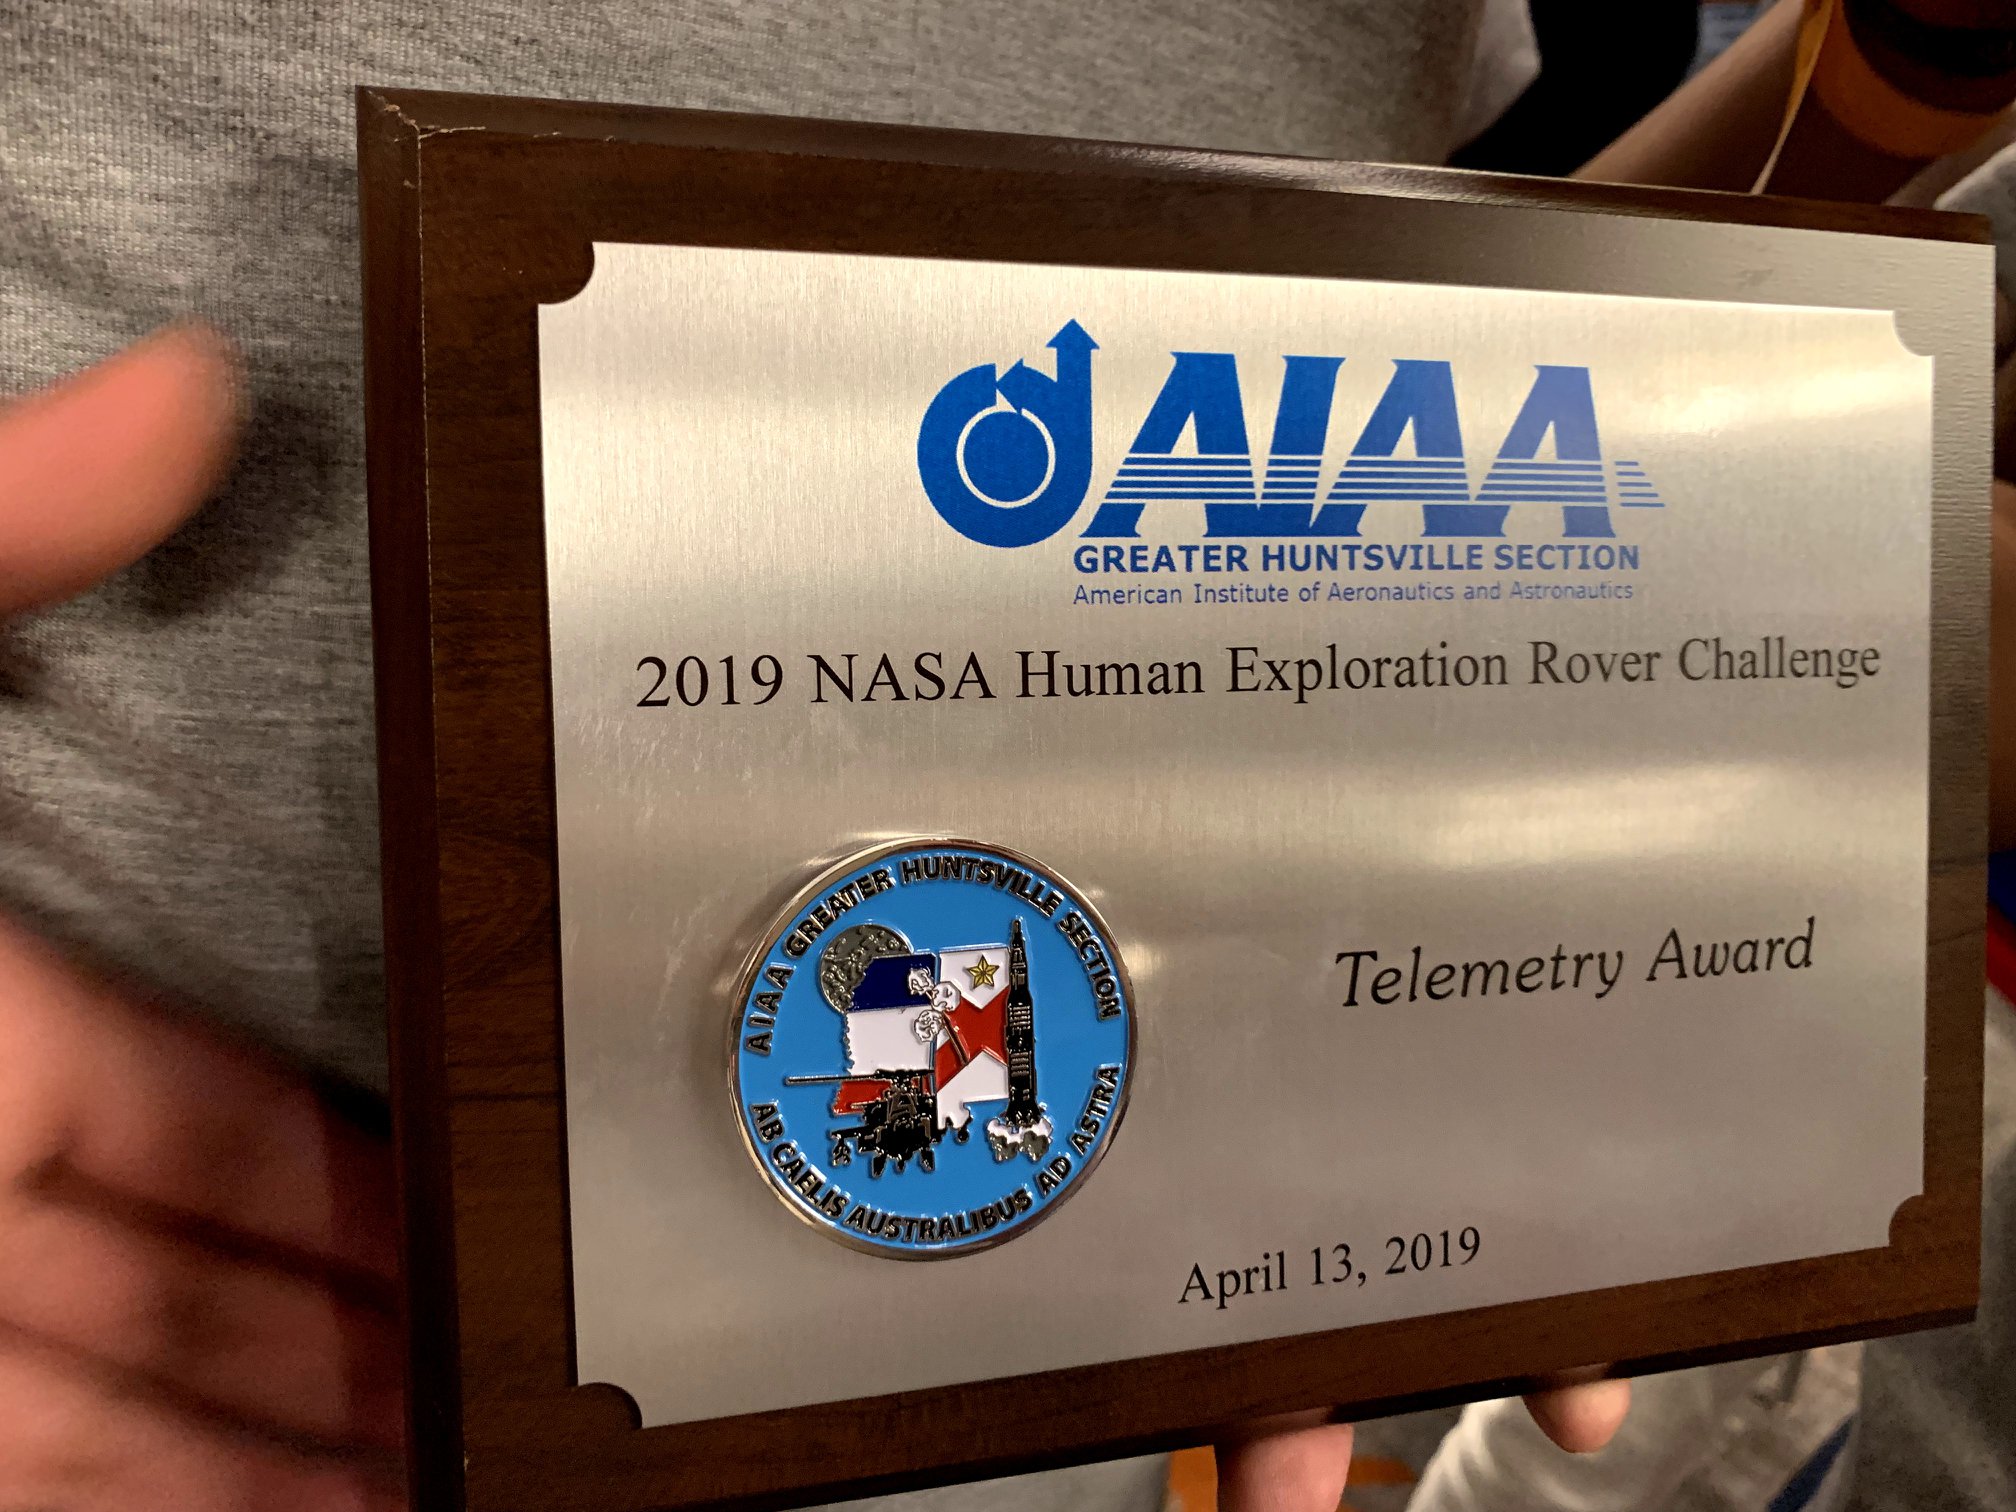 AIAA
GREATER HUNTSVILLE SECTION
American Institute of Aeronautics and Astronautics
2019 NASA Human Exploration Rover Challenge
AIAA GREATER HUNTSVILLE SECTION
AB CAELIS AUSTRALIBUS AD ASTRA
Telemetry Award
April 13, 2019